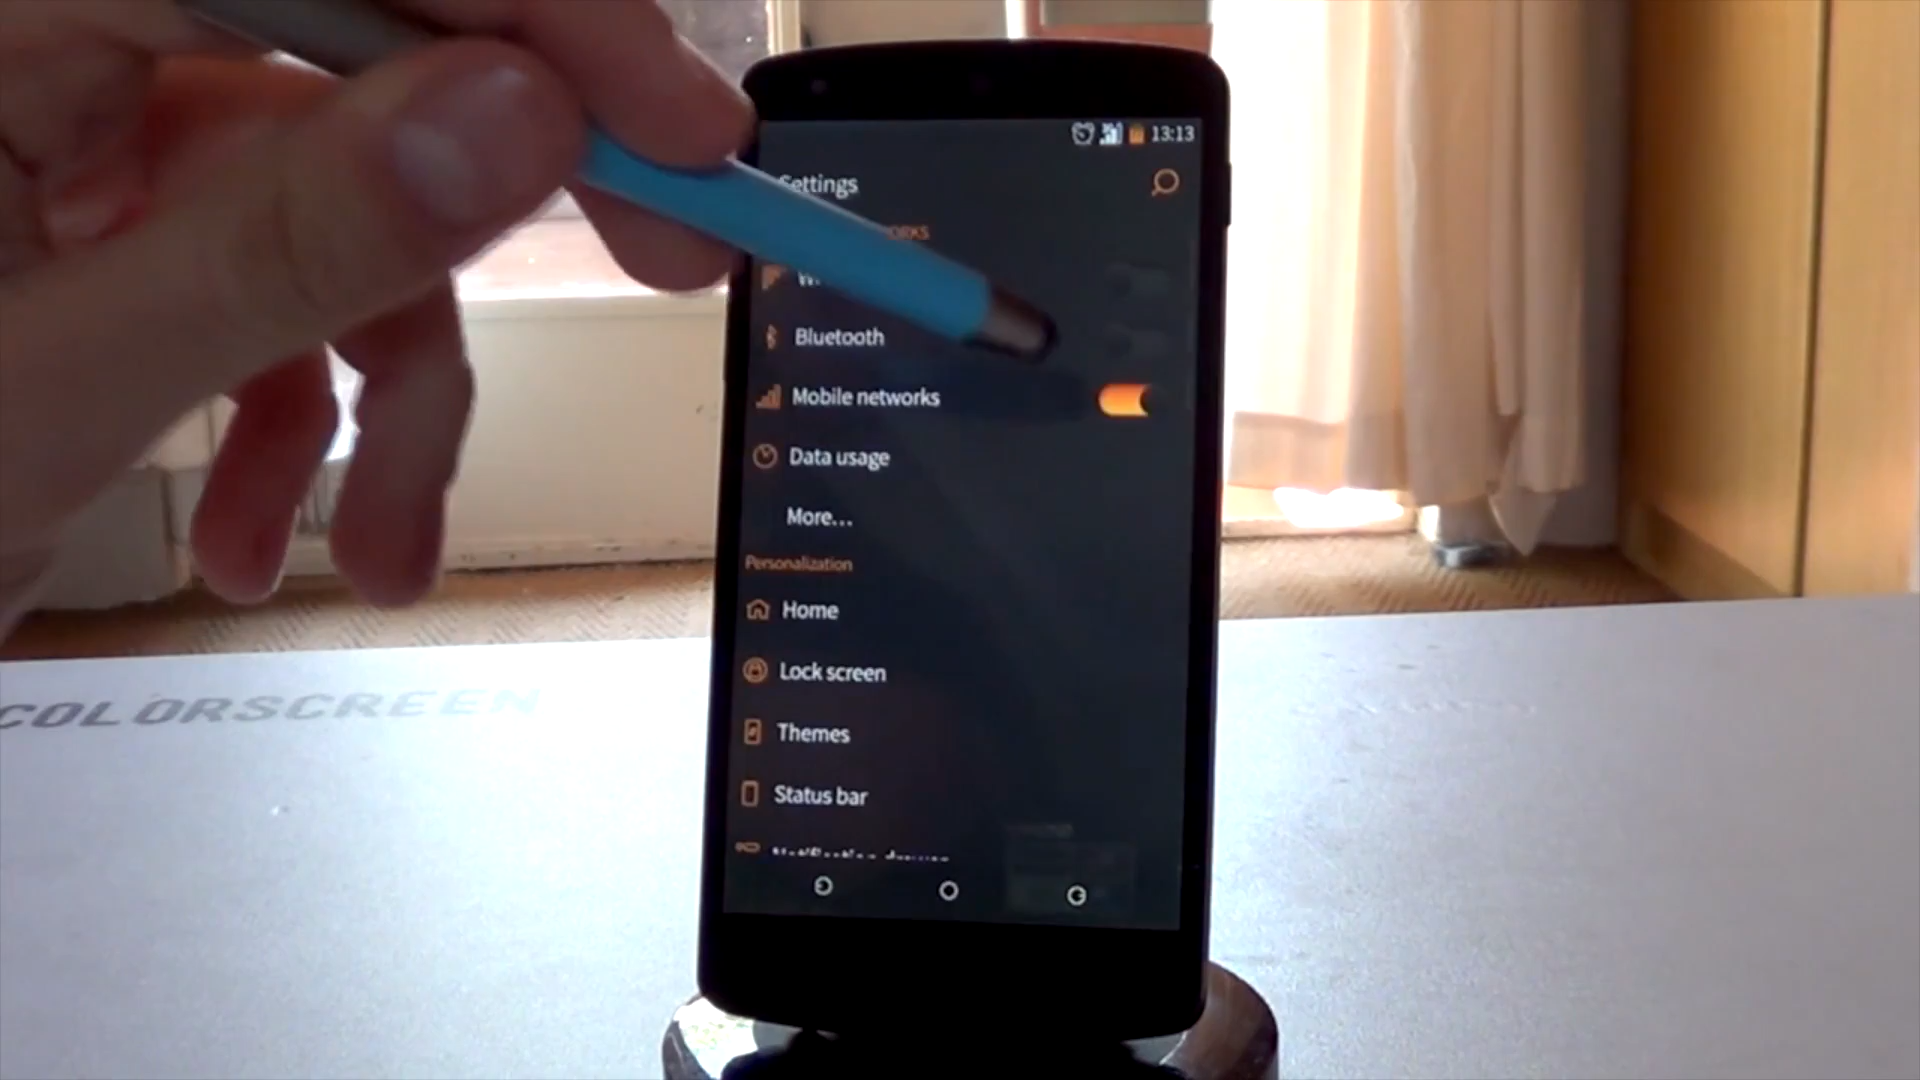 13:13
Settings
Bluetooth
Mobile networks
Data usage
More...
Personalization
Home
Lock screen
Themes
Status bar
COLORSCREEN